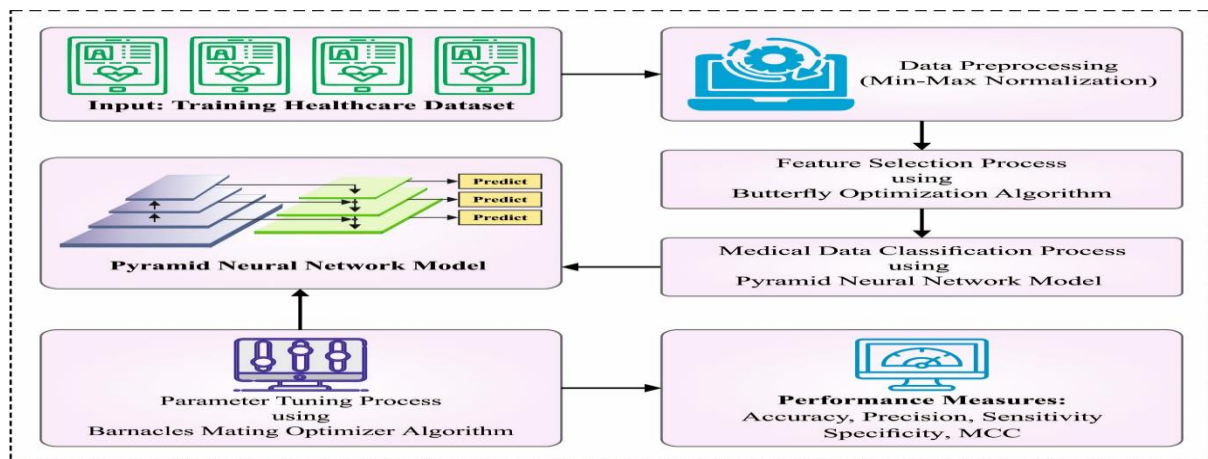 Input: Training Healthcare Dataset
Data Preprocessing
(Min-Max Normalization)
Feature Selection Process
using
Butterfly Optimization Algorithm
Medical Data Classification Process
using
Pyramid Neural Network Model
Predict
Predict
Predict
Pyramid Neural Network Model
Parameter Tuning Process
using
Barnacles Mating Optimizer Algorithm
Performance Measures:
Accuracy, Precision, Sensitivity
Specificity, MCC